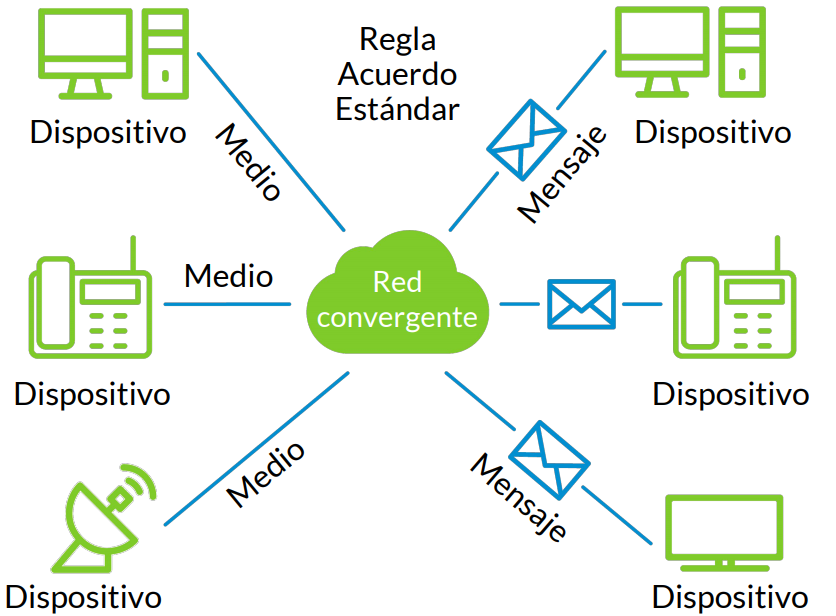 Regla
Acuerdo
Estándar
Dispositivo
Dispositivo
Medio
Mensaje
Medio
Red
convergente
Dispositivo
Dispositivo
Medio
Mensaje
Dispositivo
Dispositivo